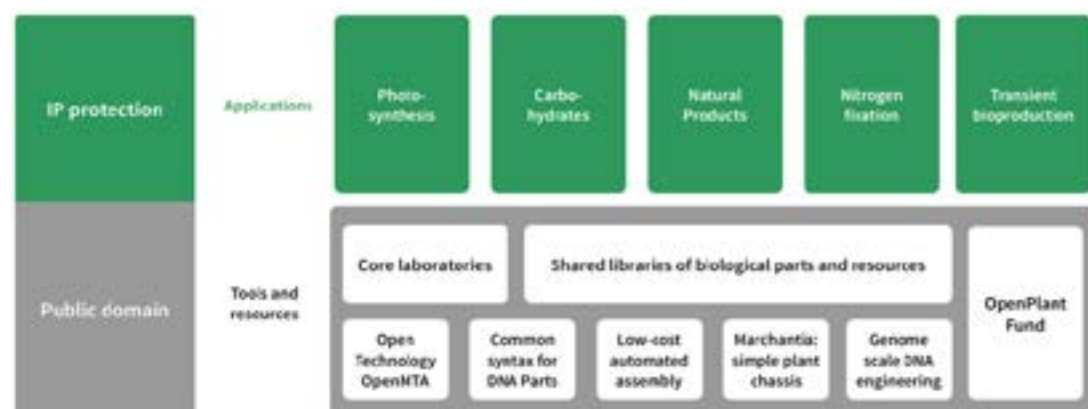 IP protection
Applications
Photo-
synthesis
Carbo-
hydrates
Natural
Products
Nitrogen
fixation
Transient
bioproduction
Public domain
Tools and
resources
Core laboratories
Shared libraries of biological parts and resources
OpenPlant
Fund
Open
Technology
OpenMTA
Common
syntax for
DNA Parts
Low-cost
automated
assembly
Marchantia:
simple plant
chassis
Genome
scale DNA
engineering